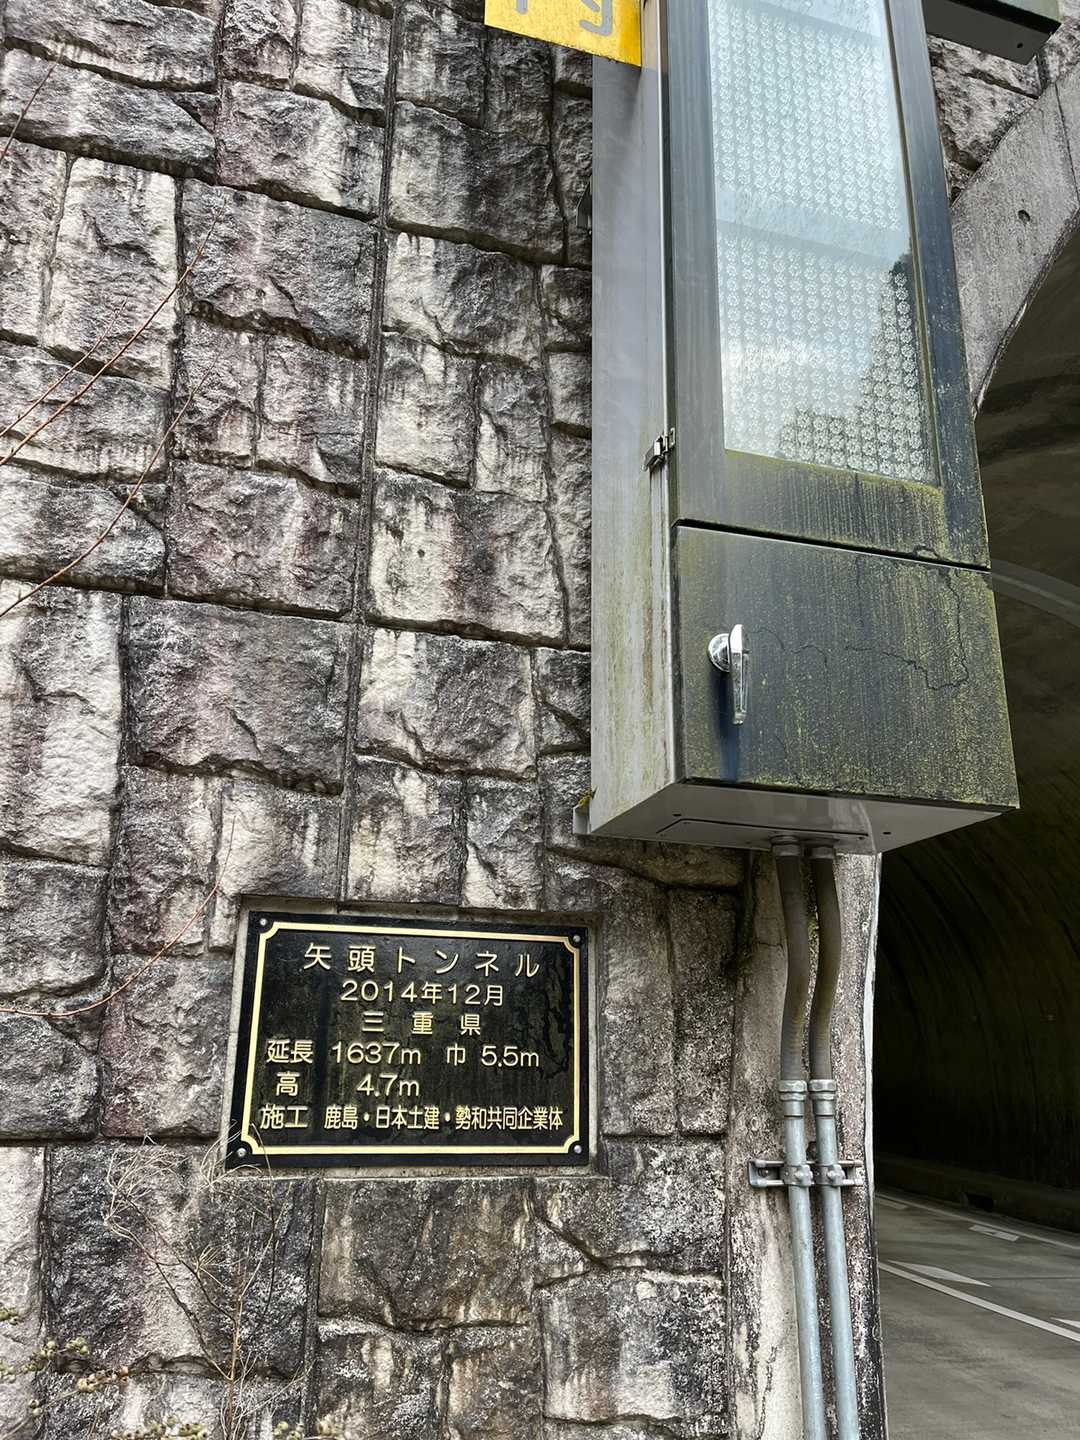 矢頭トンネル
2014年12月
三重県
延長 1637m 巾 5.5m
高 4.7m
施工 鹿島・日本土建・勢和共同企業体